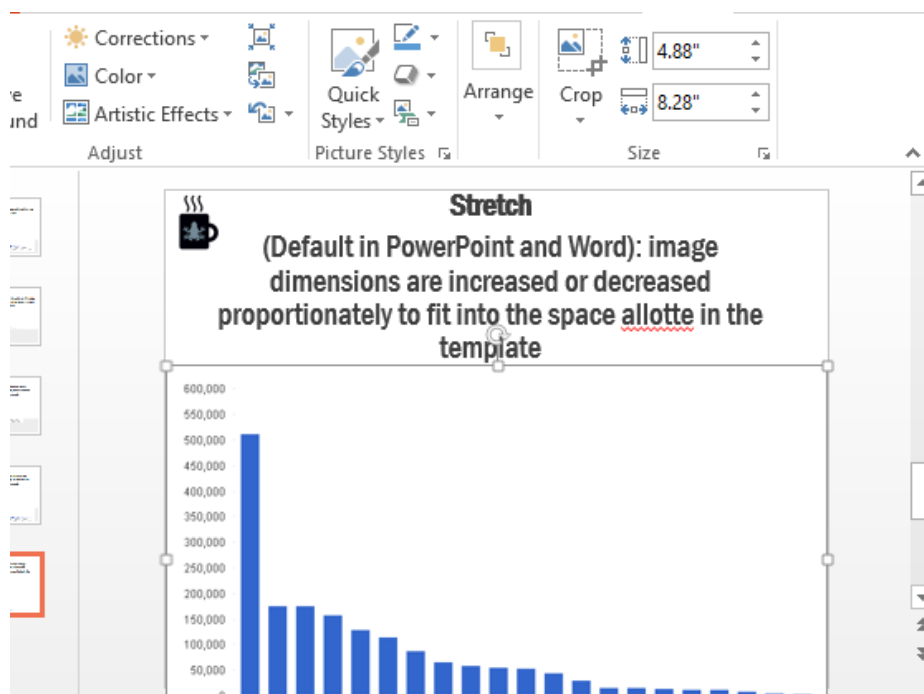 Corrections
Color
Artistic Effects
Adjust
Quick
Styles
Picture Styles
Arrange
Crop
4.88"
8.28"
Size
Stretch
(Default in PowerPoint and Word): image
dimensions are increased or decreased
proportionately to fit into the space allotte in the
template
600,000
550,000
500,000
450,000
400,000
350,000
300,000
250,000
200,000
150,000
100,000
50,000